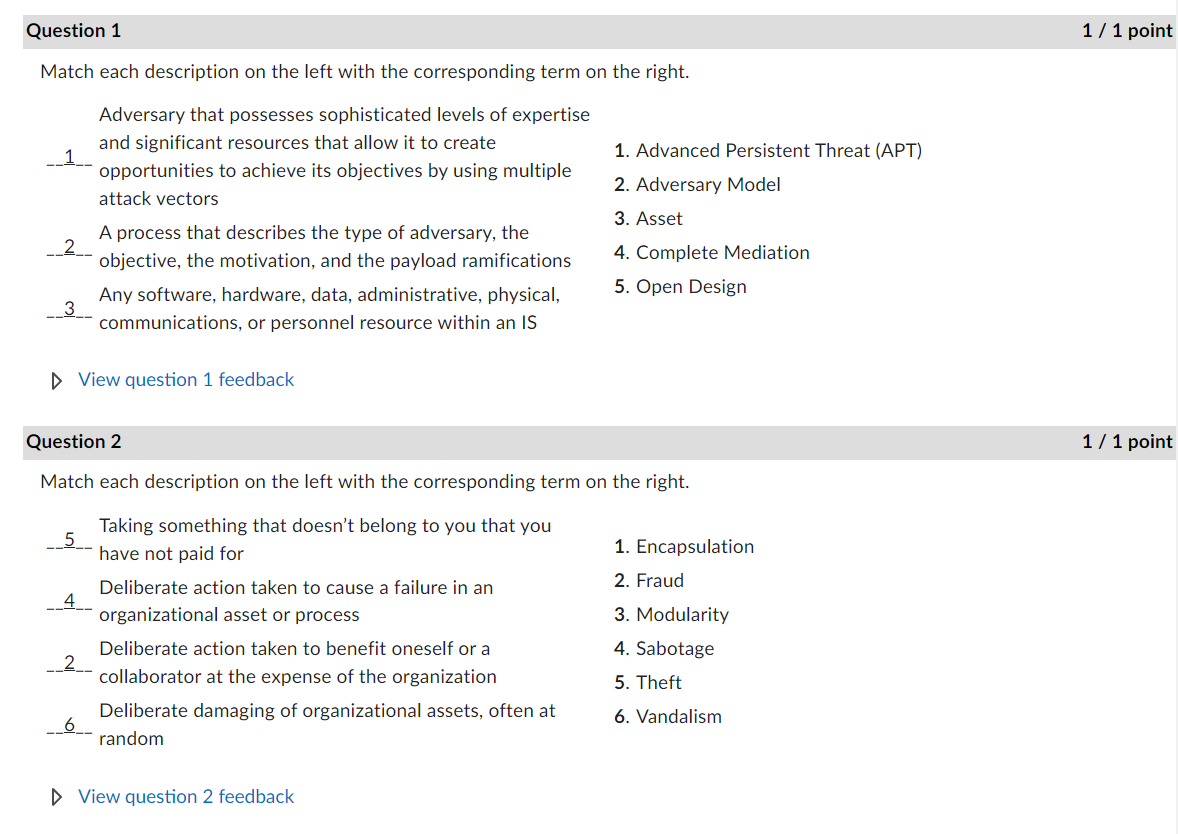 Question 1 1 / 1 point
Match each description on the left with the corresponding term on the right.
Adversary that possesses sophisticated levels of expertise
and significant resources that allow it to create
__1__
opportunities to achieve its objectives by using multiple
attack vectors
A process that describes the type of adversary, the
__2__
objective, the motivation, and the payload ramifications
Any software, hardware, data, administrative, physical,
__3__
communications, or personnel resource within an IS
1. Advanced Persistent Threat (APT)
2. Adversary Model
3. Asset
4. Complete Mediation
5. Open Design
View question 1 feedback
Question 2 1 / 1 point
Match each description on the left with the corresponding term on the right.
Taking something that doesn’t belong to you that you
__5__
have not paid for
Deliberate action taken to cause a failure in an
__4__
organizational asset or process
Deliberate action taken to benefit oneself or a
__2__
collaborator at the expense of the organization
Deliberate damaging of organizational assets, often at
__6__
random
1. Encapsulation
2. Fraud
3. Modularity
4. Sabotage
5. Theft
6. Vandalism
View question 2 feedback